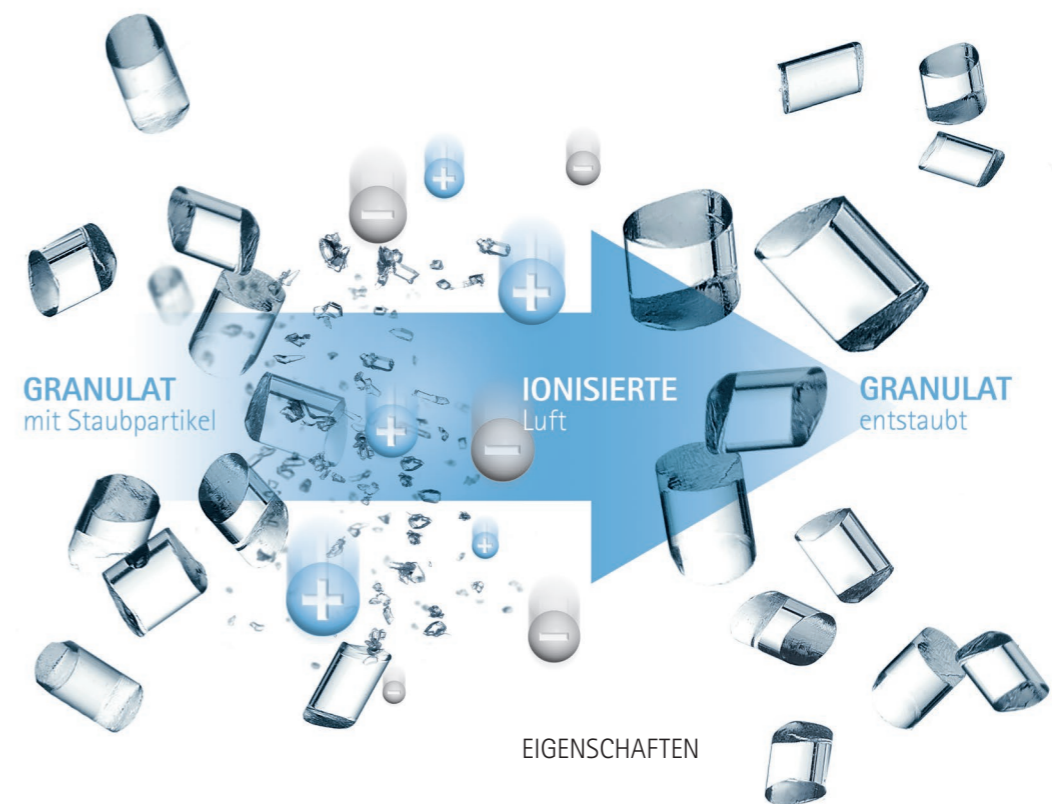 GRANULAT
mit Staubpartikel
IONISIERTE
Luft
GRANULAT
entstaubt
EIGENSCHAFTEN